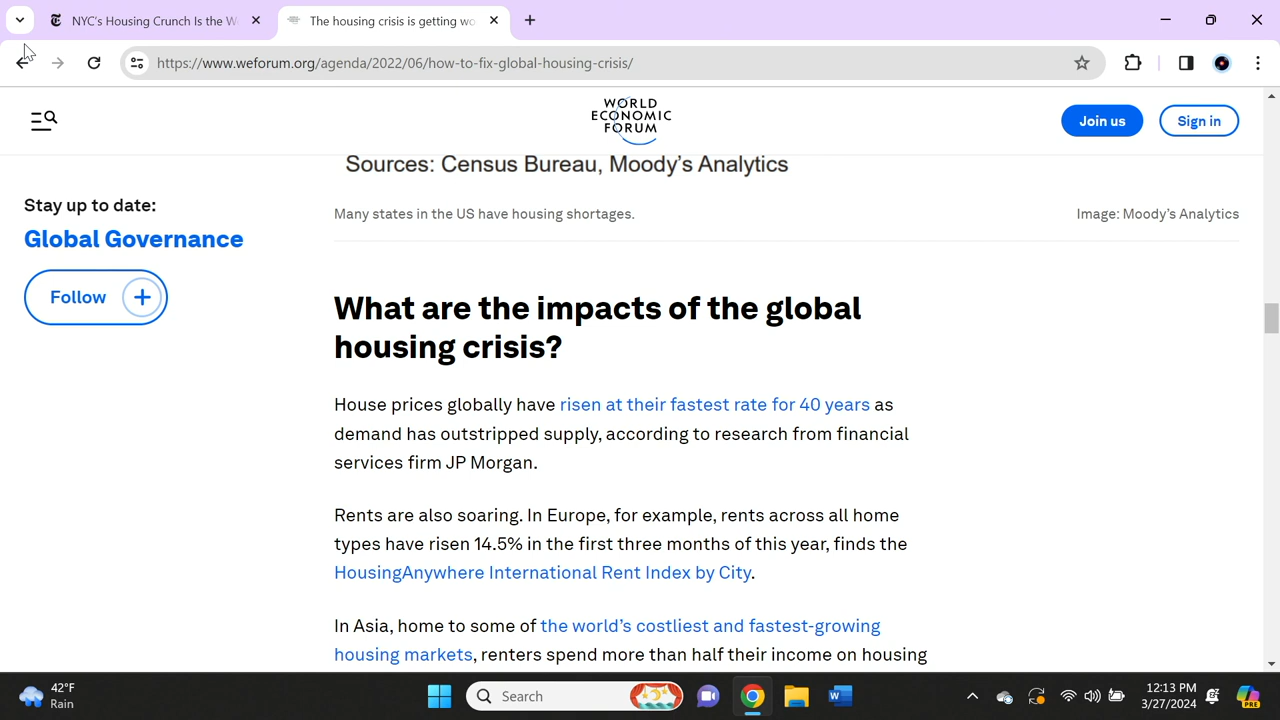 NYC's Housing Crunch Is the W
The housing crisis is getting wo
https://www.weforum.org/agenda/2022/06/how-to-fix-global-housing-crisis/
WORLD
ECONOMIC
FORUM
Join us
Sign in
Sources: Census Bureau, Moody's Analytics
Many states in the US have housing shortages.
Image: Moody's Analytics
Stay up to date:
Global Governance
Follow +
What are the impacts of the global
housing crisis?
House prices globally have risen at their fastest rate for 40 years as
demand has outstripped supply, according to research from financial
services firm JP Morgan.
Rents are also soaring. In Europe, for example, rents across all home
types have risen 14.5% in the first three months of this year, finds the
HousingAnywhere International Rent Index by City.
In Asia, home to some of the world's costliest and fastest-growing
housing markets, renters spend more than half their income on housing
42°F
Rain
Search
W
12:13 PM
3/27/2024
PRE